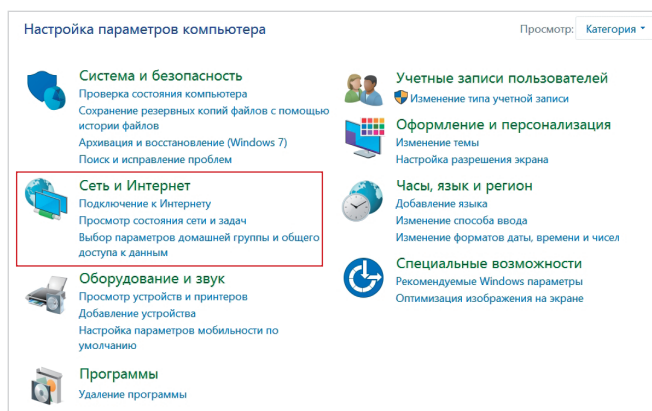 Настройка параметров компьютера
Просмотр: Категория
Система и безопасность
Проверка состояния компьютера
Сохранение резервных копий файлов с помощью
истории файлов
Архивация и восстановление (Windows 7)
Поиск и исправление проблем
Сеть и Интернет
Подключение к Интернету
Просмотр состояния сети и задач
Выбор параметров домашней группы и общего
доступа к данным
Оборудование и звук
Просмотр устройств и принтеров
Добавление устройства
Настройка параметров мобильности по
умолчанию
Программы
Удаление программы
Учетные записи пользователей
Изменение типа учетной записи
Оформление и персонализация
Изменение темы
Настройка разрешения экрана
Часы, язык и регион
Добавление языка
Изменение способа ввода
Изменение форматов даты, времени и чисел
Специальные возможности
Рекомендуемые Windows параметры
Оптимизация изображения на экране